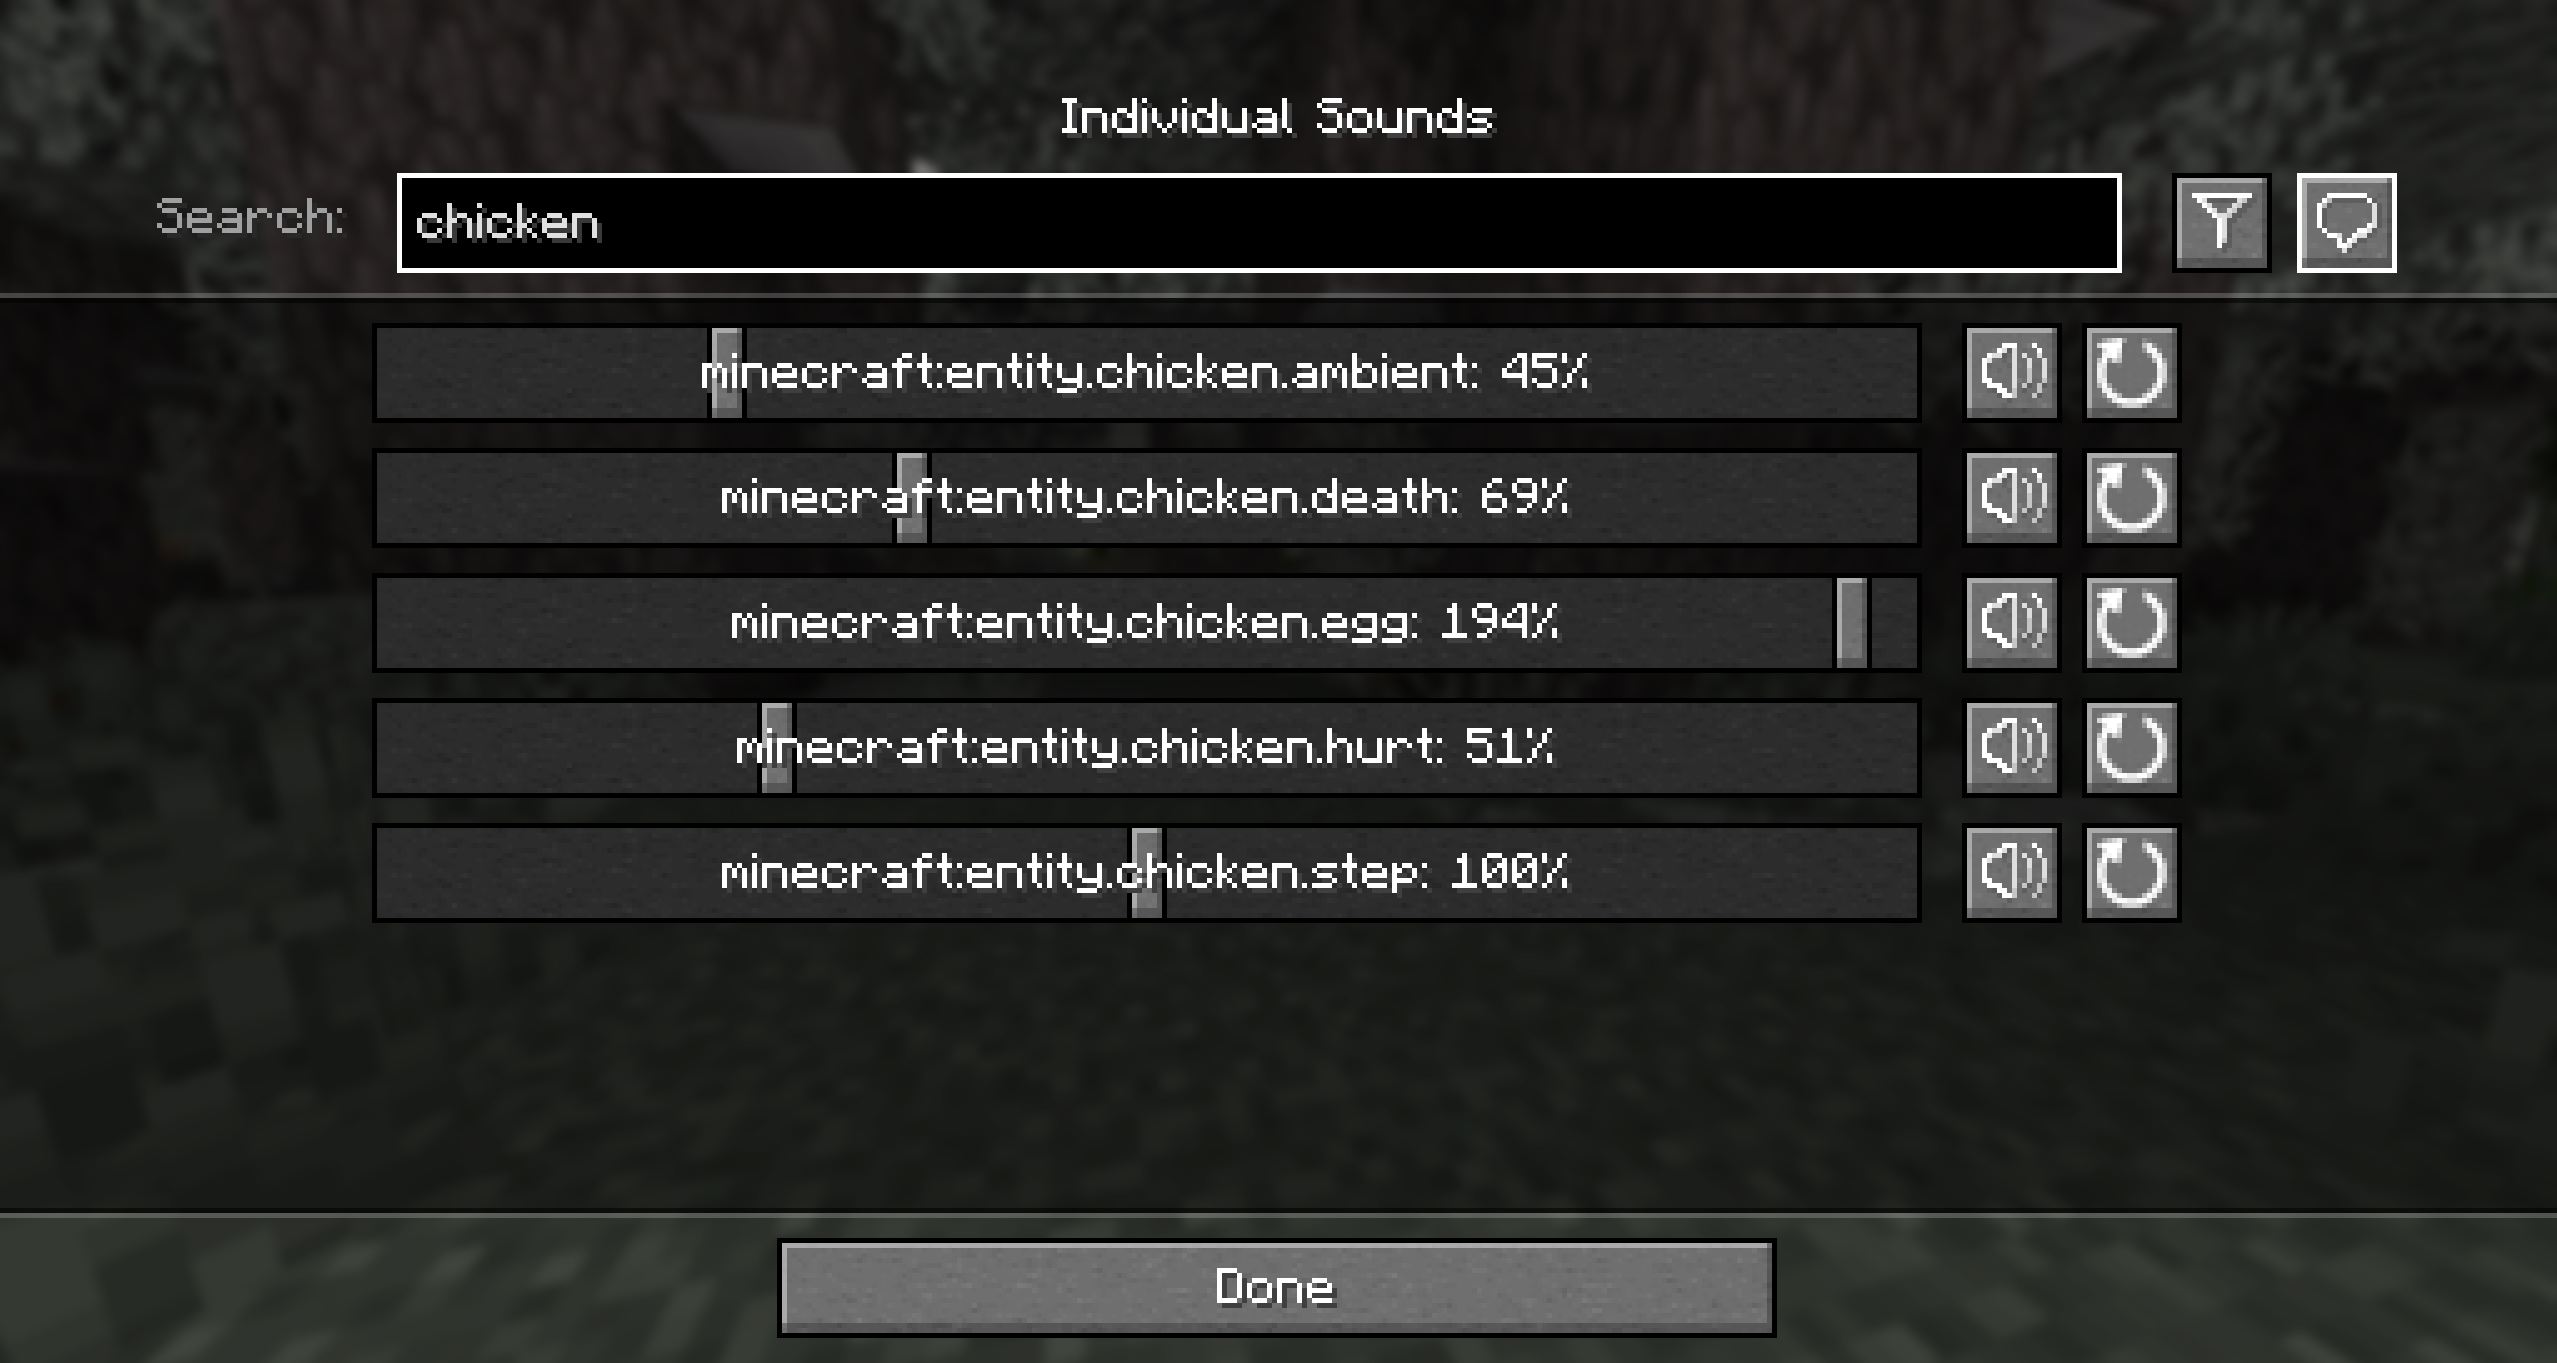 Individual Sounds
Search: chicken
minecraft:entity.chicken.ambient: 45%
minecraft:entity.chicken.death: 69%
minecraft:entity.chicken.egg: 194%
minecraft:entity.chicken.hurt: 51%
minecraft:entity.chicken.step: 100%
Done